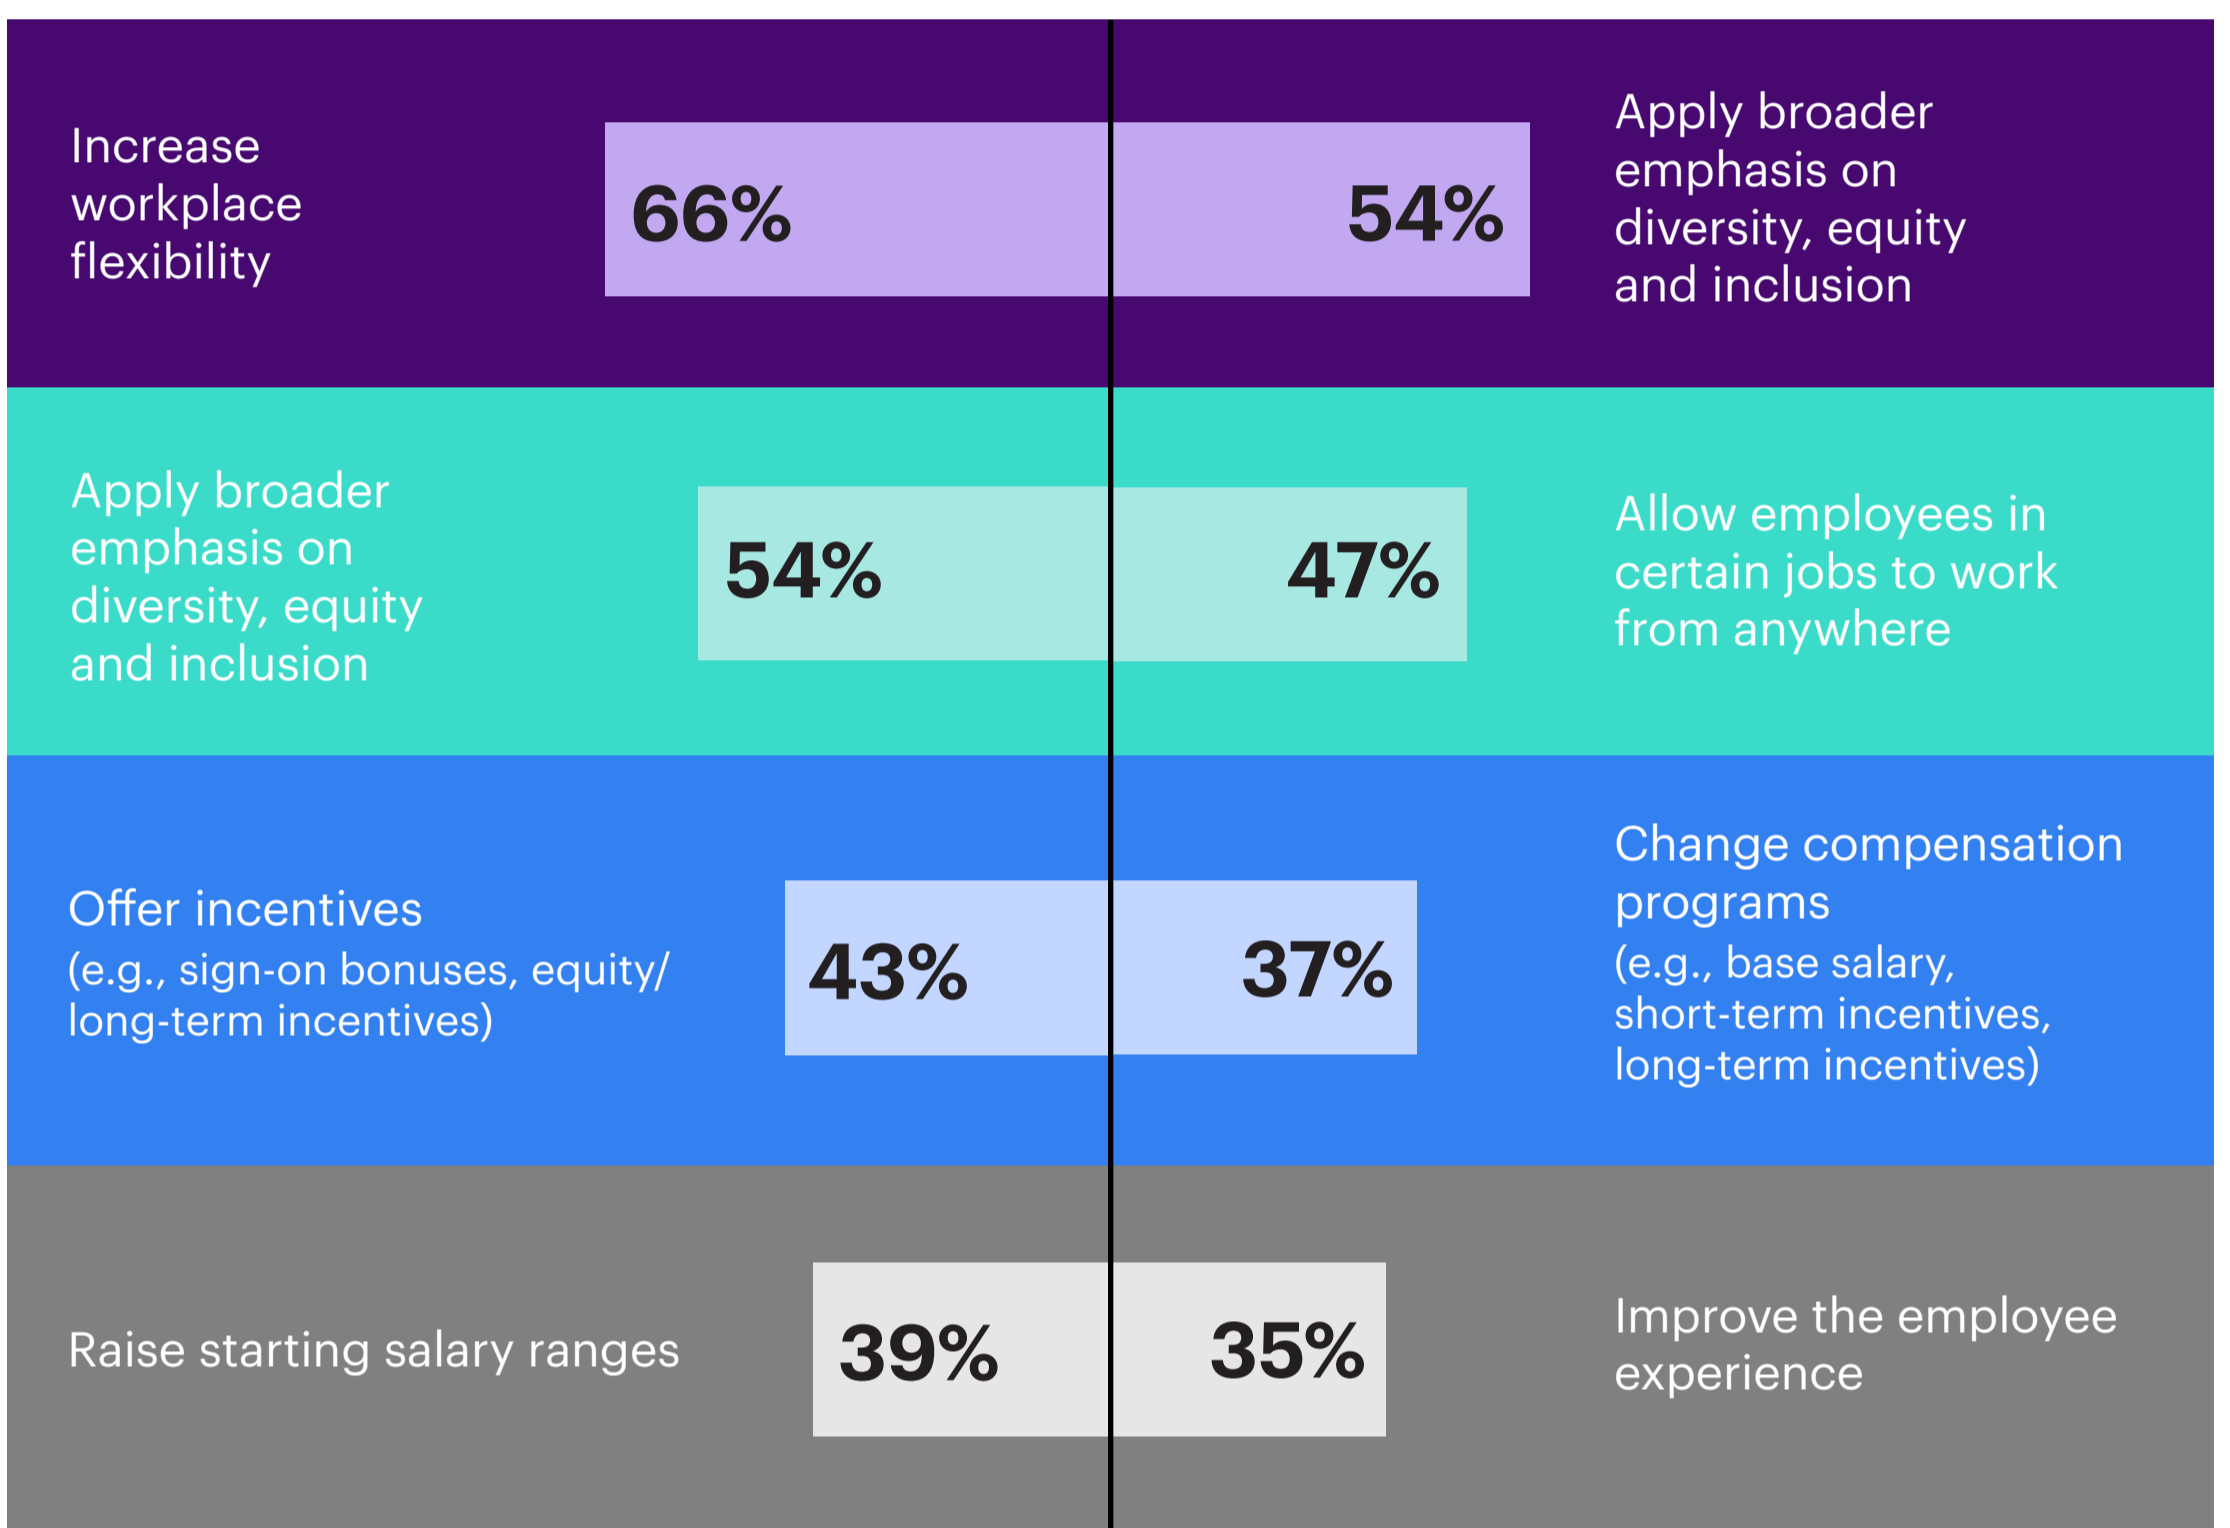 Increase
workplace
flexibility
66%
54%
Apply broader
emphasis on
diversity, equity
and inclusion
Apply broader
emphasis on
diversity, equity
and inclusion
54%
47%
Allow employees in
certain jobs to work
from anywhere
Offer incentives
(e.g., sign-on bonuses, equity/
long-term incentives)
43%
37%
Change compensation
programs
(e.g., base salary,
short-term incentives,
long-term incentives)
Raise starting salary ranges
39%
35%
Improve the employee
experience